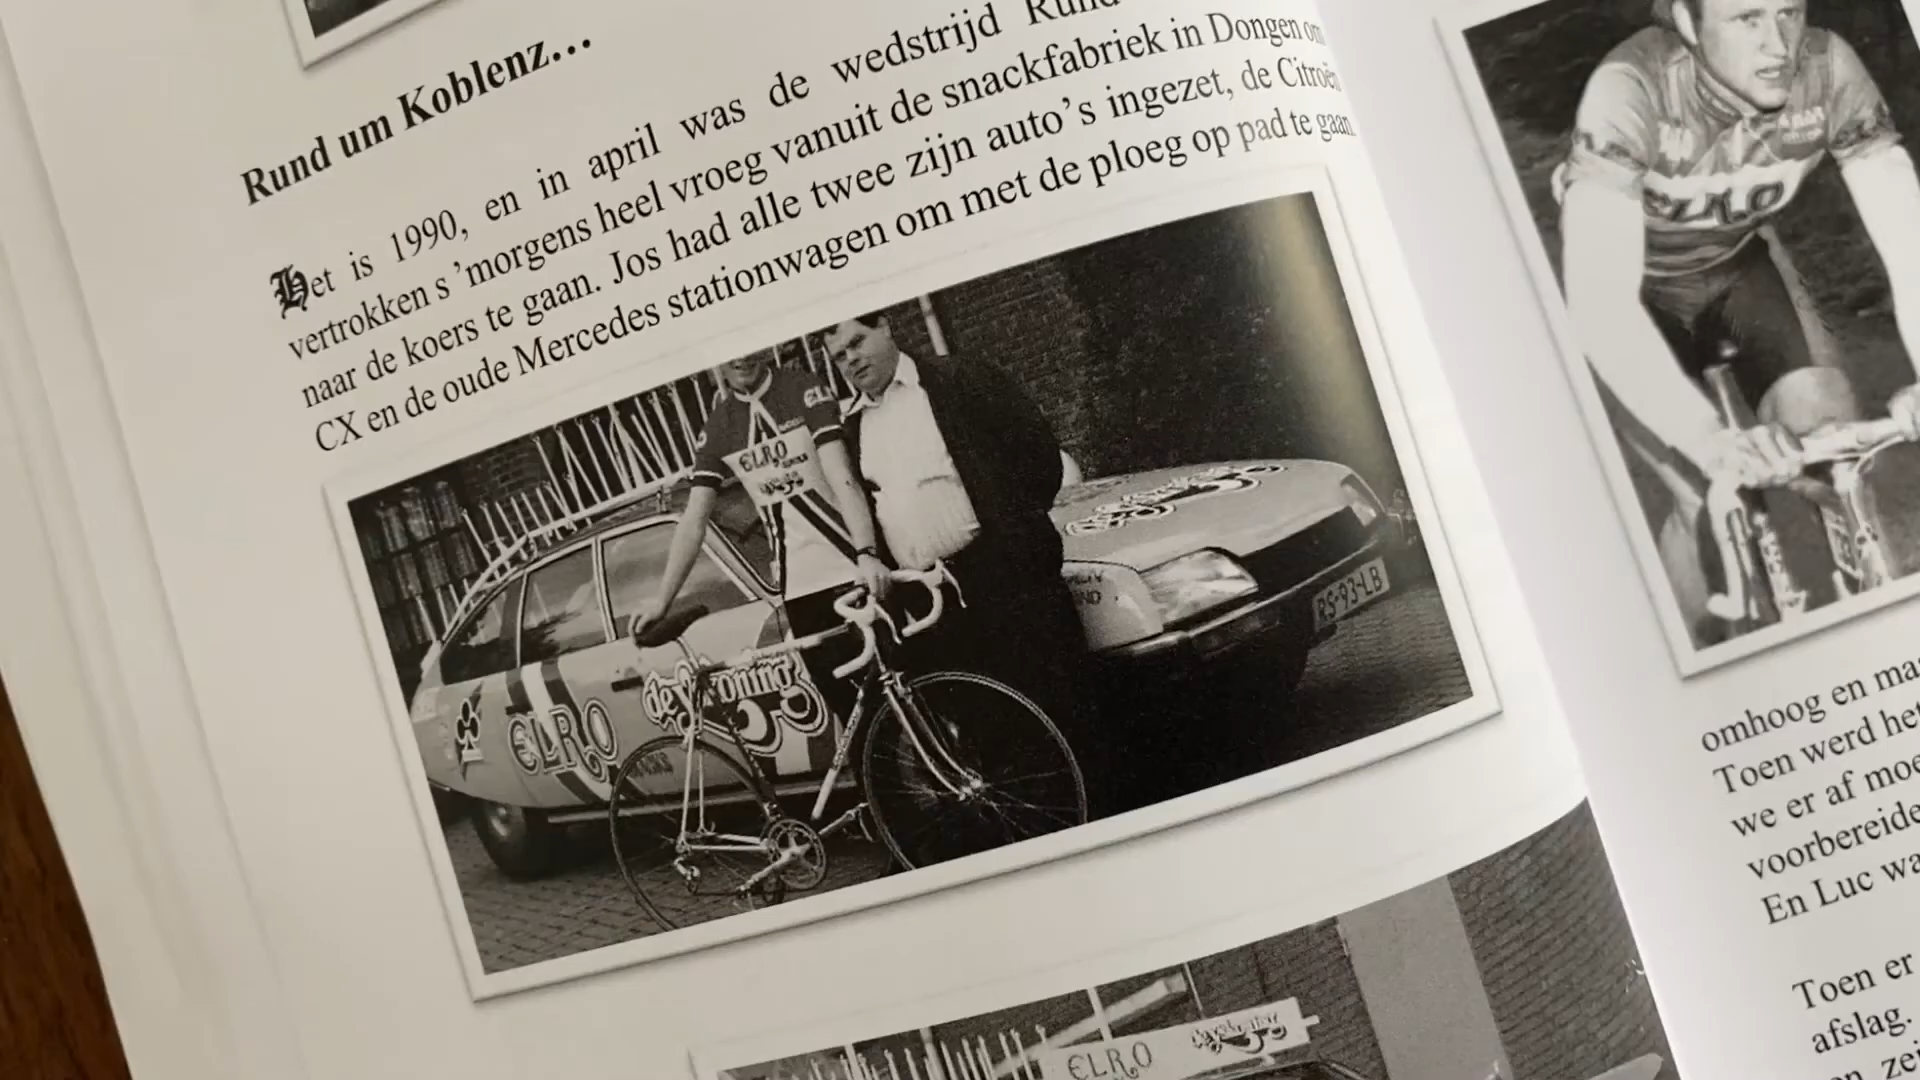 Rund um Koblenz...
Het is 1990, en in april was de wedstrijd Rund
vertrokken s'morgens heel vroeg vanuit de snackfabriek in Dongen om
naar de koers te gaan. Jos had alle twee zijn auto's ingezet, de Citroën
CX en de oude Mercedes stationwagen om met de ploeg op pad te gaan.
ELRO
ELRO
RS-93-LB
ELRO
ELRO
omhoog en maa
Toen werd het
we er af moe
voorbereide
En Luc wa
Toen er
afslag.